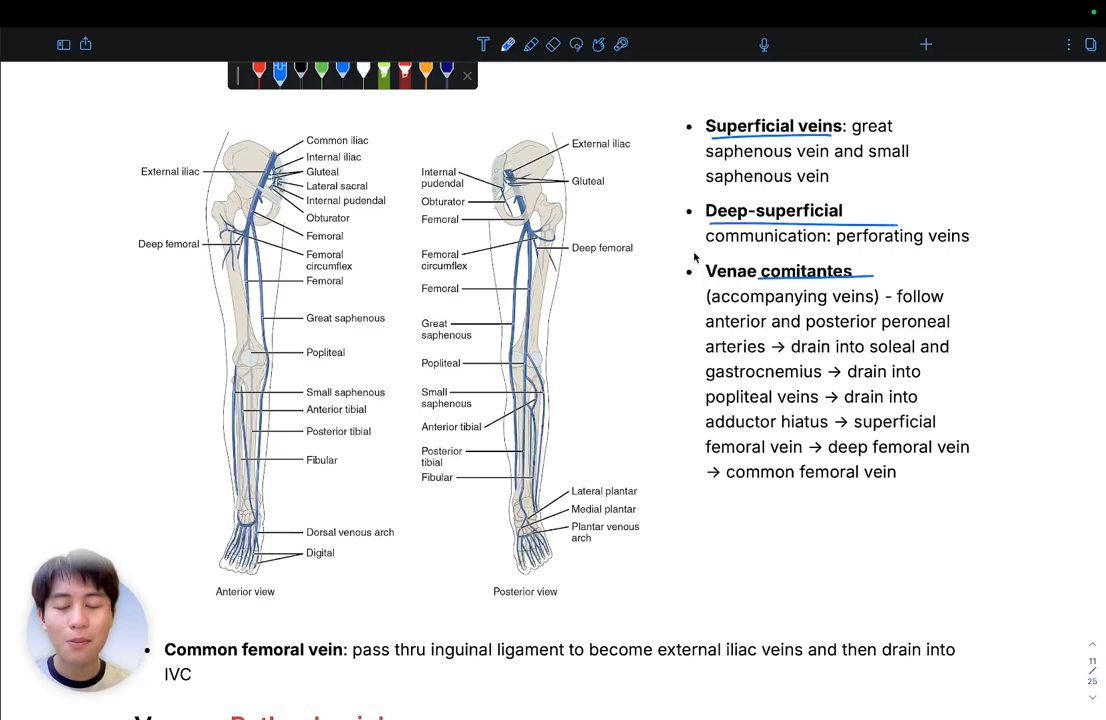 Common iliac
Internal iliac
External iliac
Gluteal
Lateral sacral
Internal pudendal
Obturator
Femoral
Deep femoral
Femoral
circumflex
Femoral
Great saphenous
Popliteal
Small saphenous
Anterior tibial
Posterior tibial
Fibular
Dorsal venous arch
Digital
Anterior view
External iliac
Internal
pudendal
Gluteal
Obturator
Femoral
Deep femoral
Femoral
circumflex
Femoral
Great
saphenous
Popliteal
Small
saphenous
Anterior tibial
Posterior
tibial
Fibular
Lateral plantar
Medial plantar
Plantar venous
arch
Posterior view
• Superficial veins: great
saphenous vein and small
saphenous vein
• Deep-superficial
communication: perforating veins
• Venae comitantes
(accompanying veins) - follow
anterior and posterior peroneal
arteries → drain into soleal and
gastrocnemius → drain into
popliteal veins → drain into
adductor hiatus → superficial
femoral vein → deep femoral vein
→ common femoral vein
• Common femoral vein: pass thru inguinal ligament to become external iliac veins and then drain into
IVC
11
25